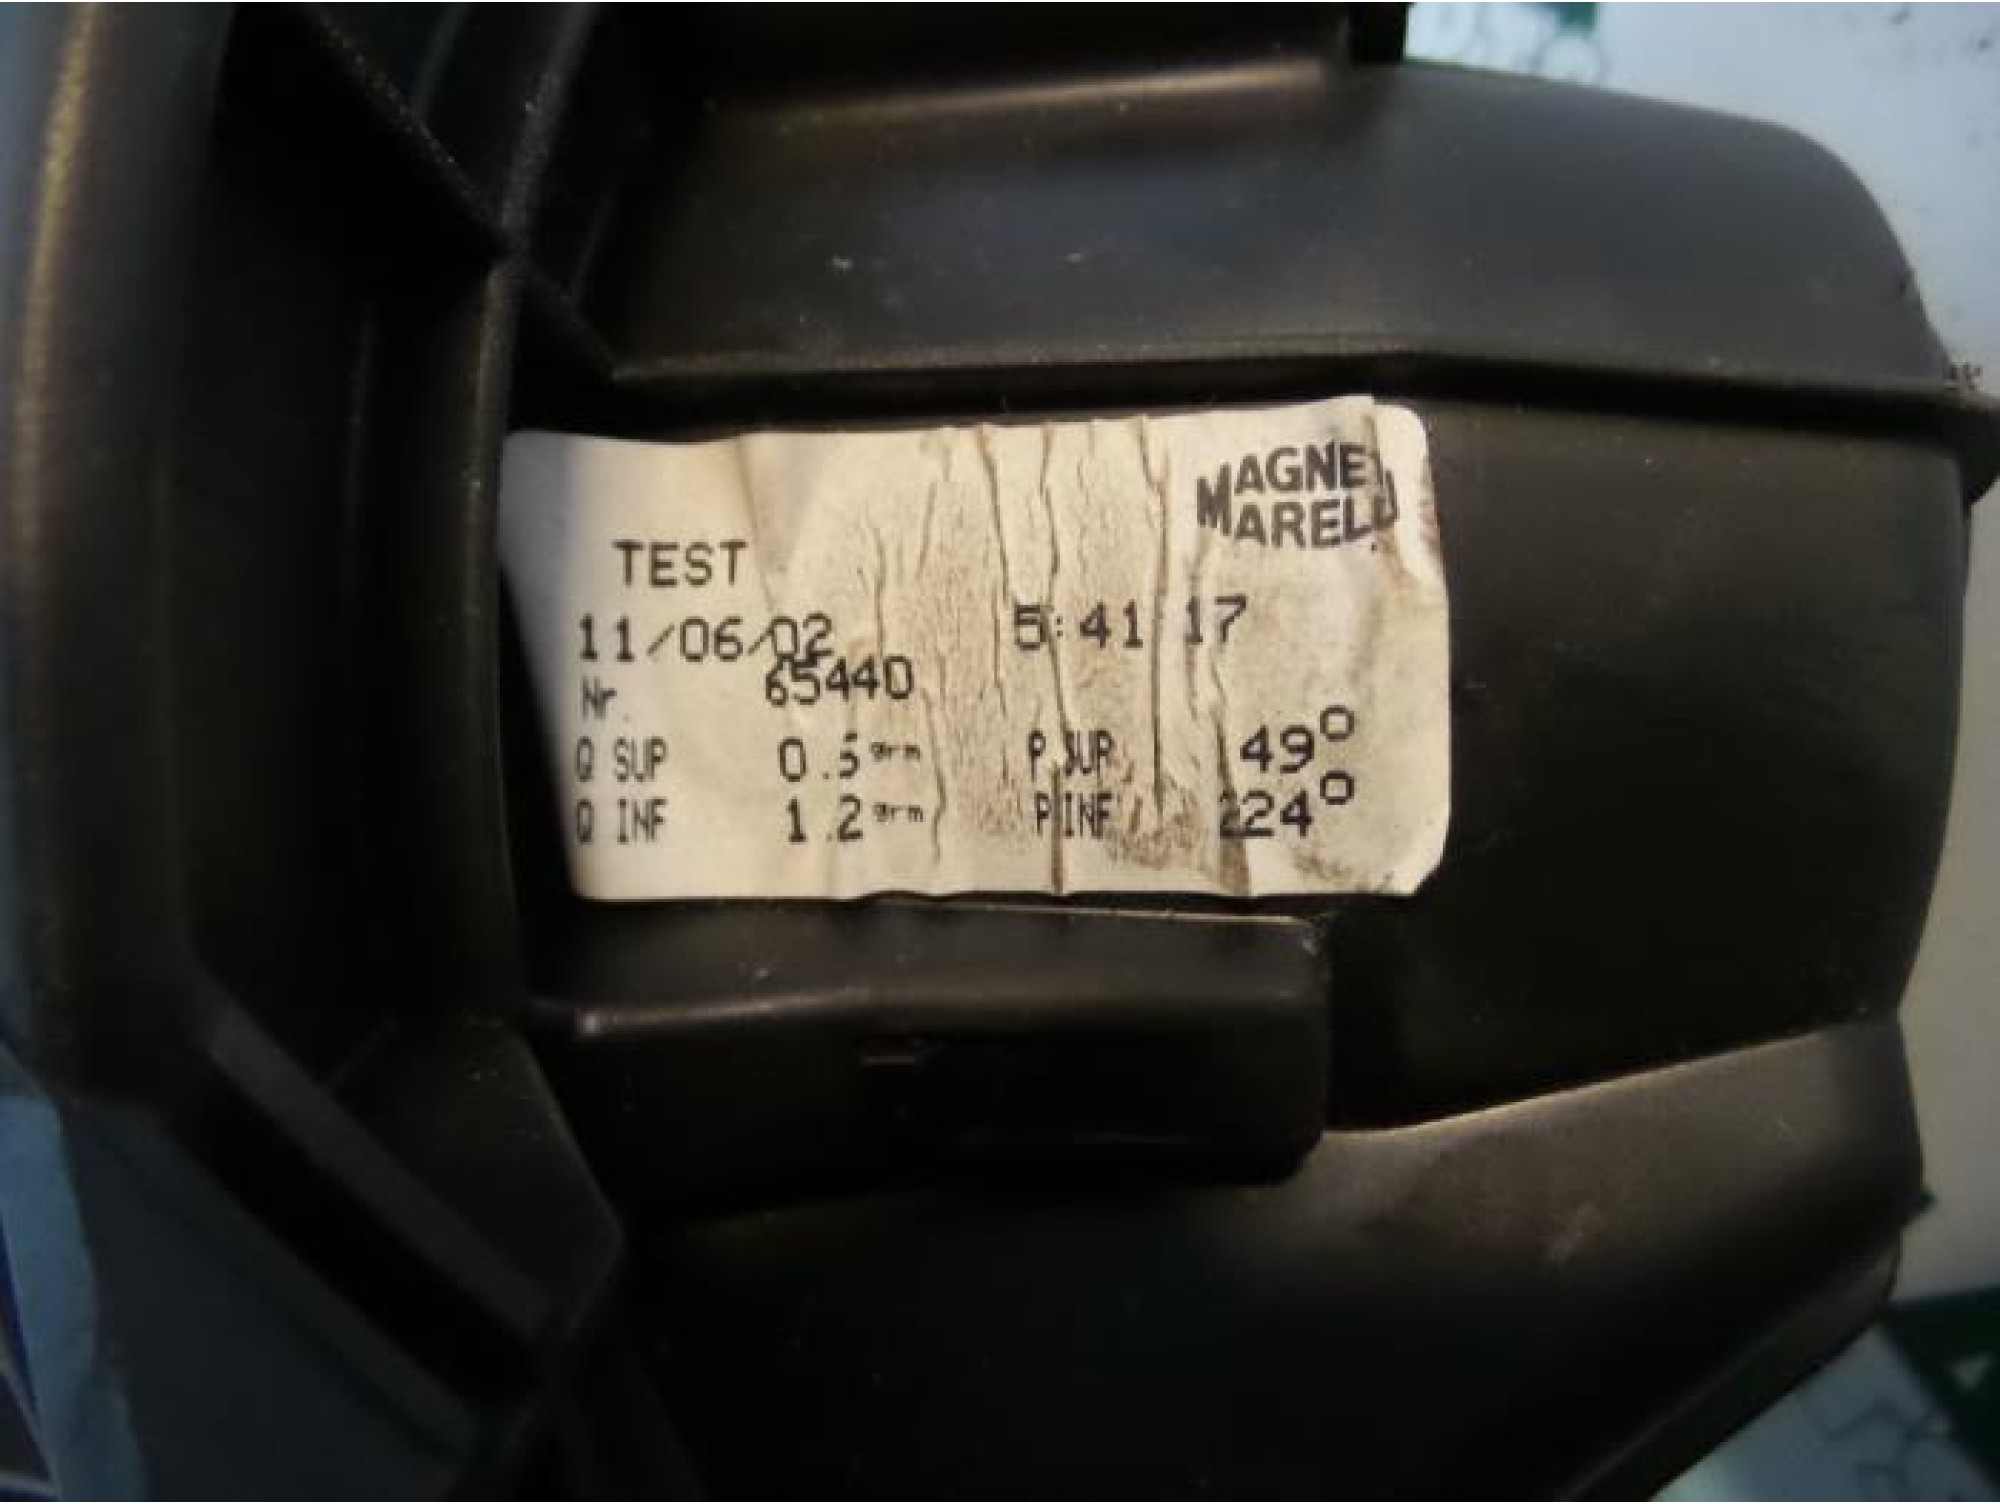 MAGNETI
MARELLI
TEST
11/06/02 5:41 17
Nr. 65440
Q SUP 0.5 grm P SUP 49°
Q INF 1.2 grm P INF 224°